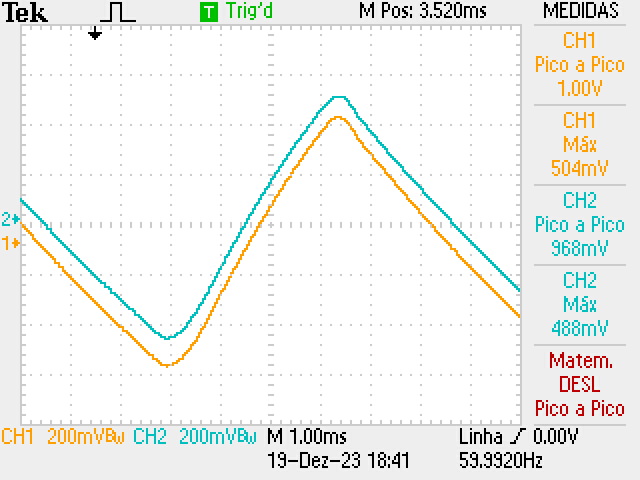 Tek T Trig'd M Pos: 3.520ms MEDIDAS
CH1
Pico a Pico
1.00V
CH1
Máx
504mV
CH2
Pico a Pico
968mV
CH2
Máx
488mV
Matem.
DESL
Pico a Pico
2
1
CH1 200mVBw CH2 200mVBw M 1.00ms Linha 0.00V
19-Dez-23 18:41 59.9920Hz